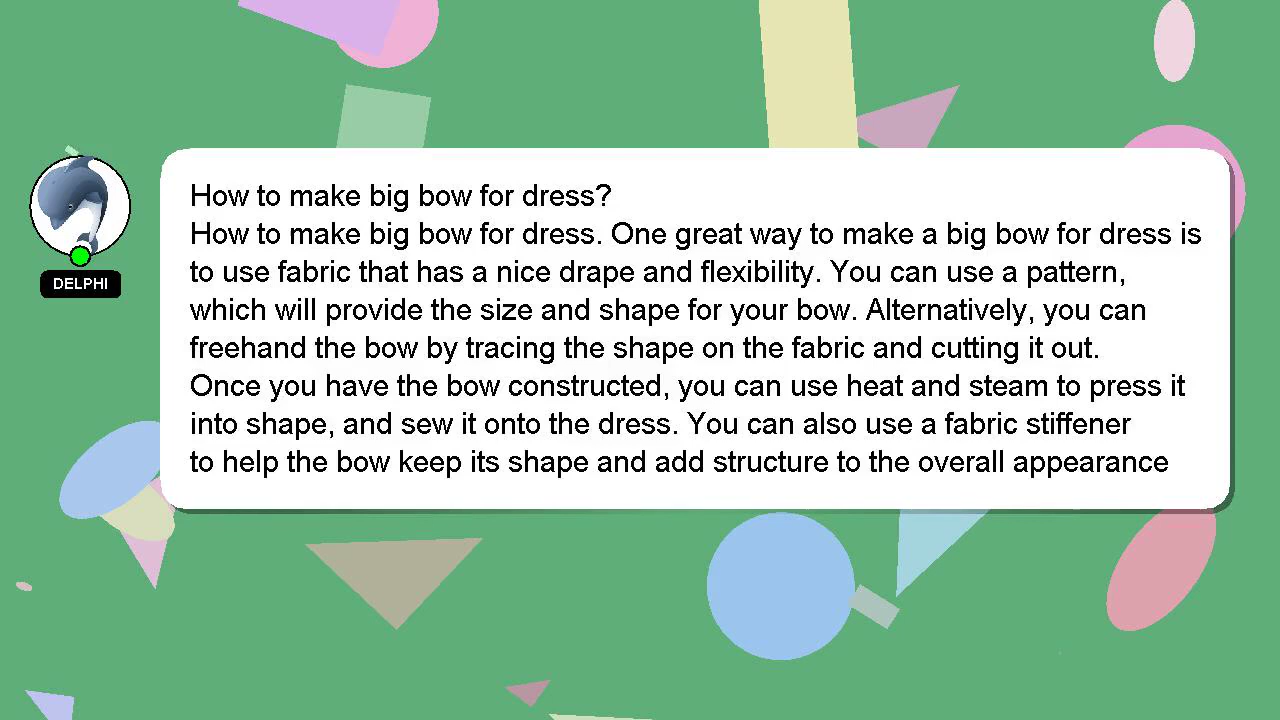 How to make big bow for dress?
How to make big bow for dress. One great way to make a big bow for dress is
to use fabric that has a nice drape and flexibility. You can use a pattern,
which will provide the size and shape for your bow. Alternatively, you can
freehand the bow by tracing the shape on the fabric and cutting it out.
Once you have the bow constructed, you can use heat and steam to press it
into shape, and sew it onto the dress. You can also use a fabric stiffener
to help the bow keep its shape and add structure to the overall appearance
DELPHI